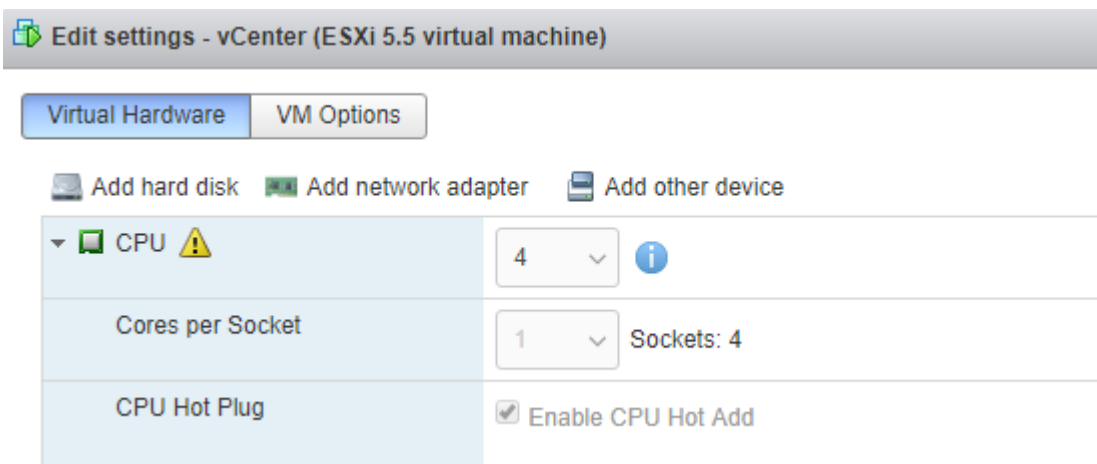 Edit settings - vCenter (ESXi 5.5 virtual machine)
Virtual Hardware VM Options
Add hard disk Add network adapter Add other device
CPU 4
Cores per Socket 1 Sockets: 4
CPU Hot Plug Enable CPU Hot Add